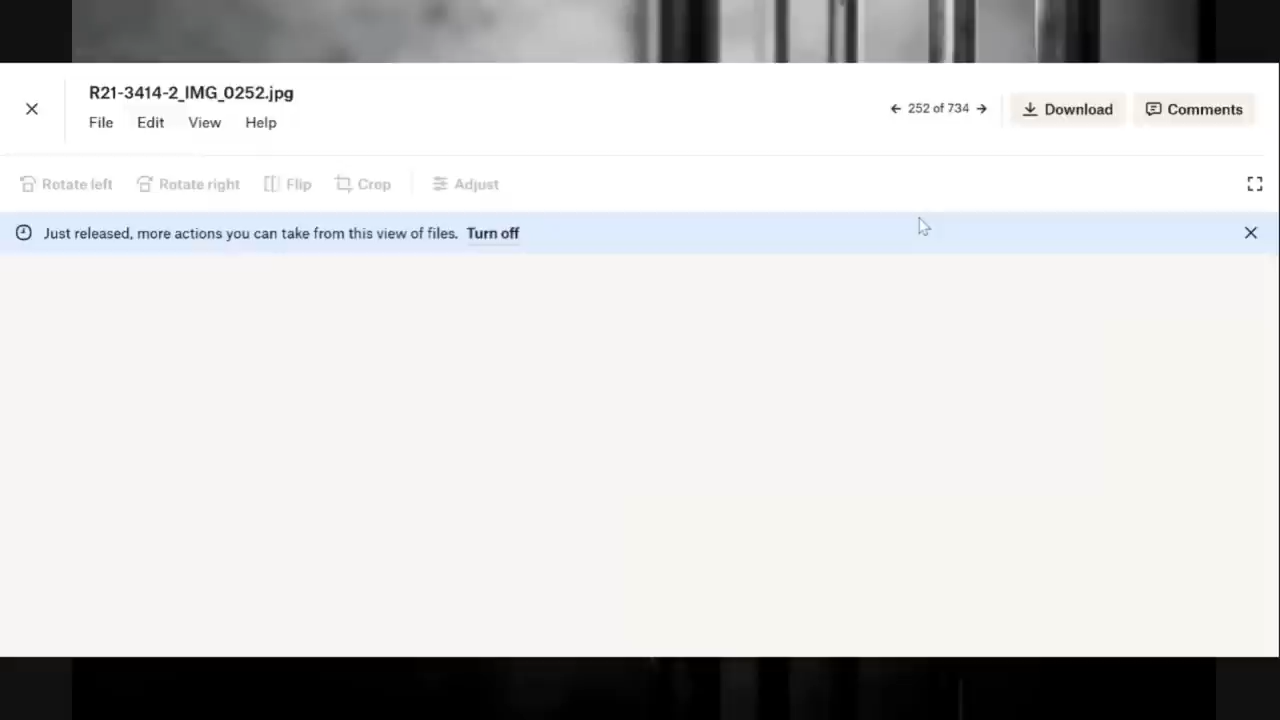 R21-3414-2_IMG_0252.jpg
File Edit View Help
252 of 734
Download
Comments
Rotate left Rotate right Flip Crop Adjust
Just released, more actions you can take from this view of files. Turn off